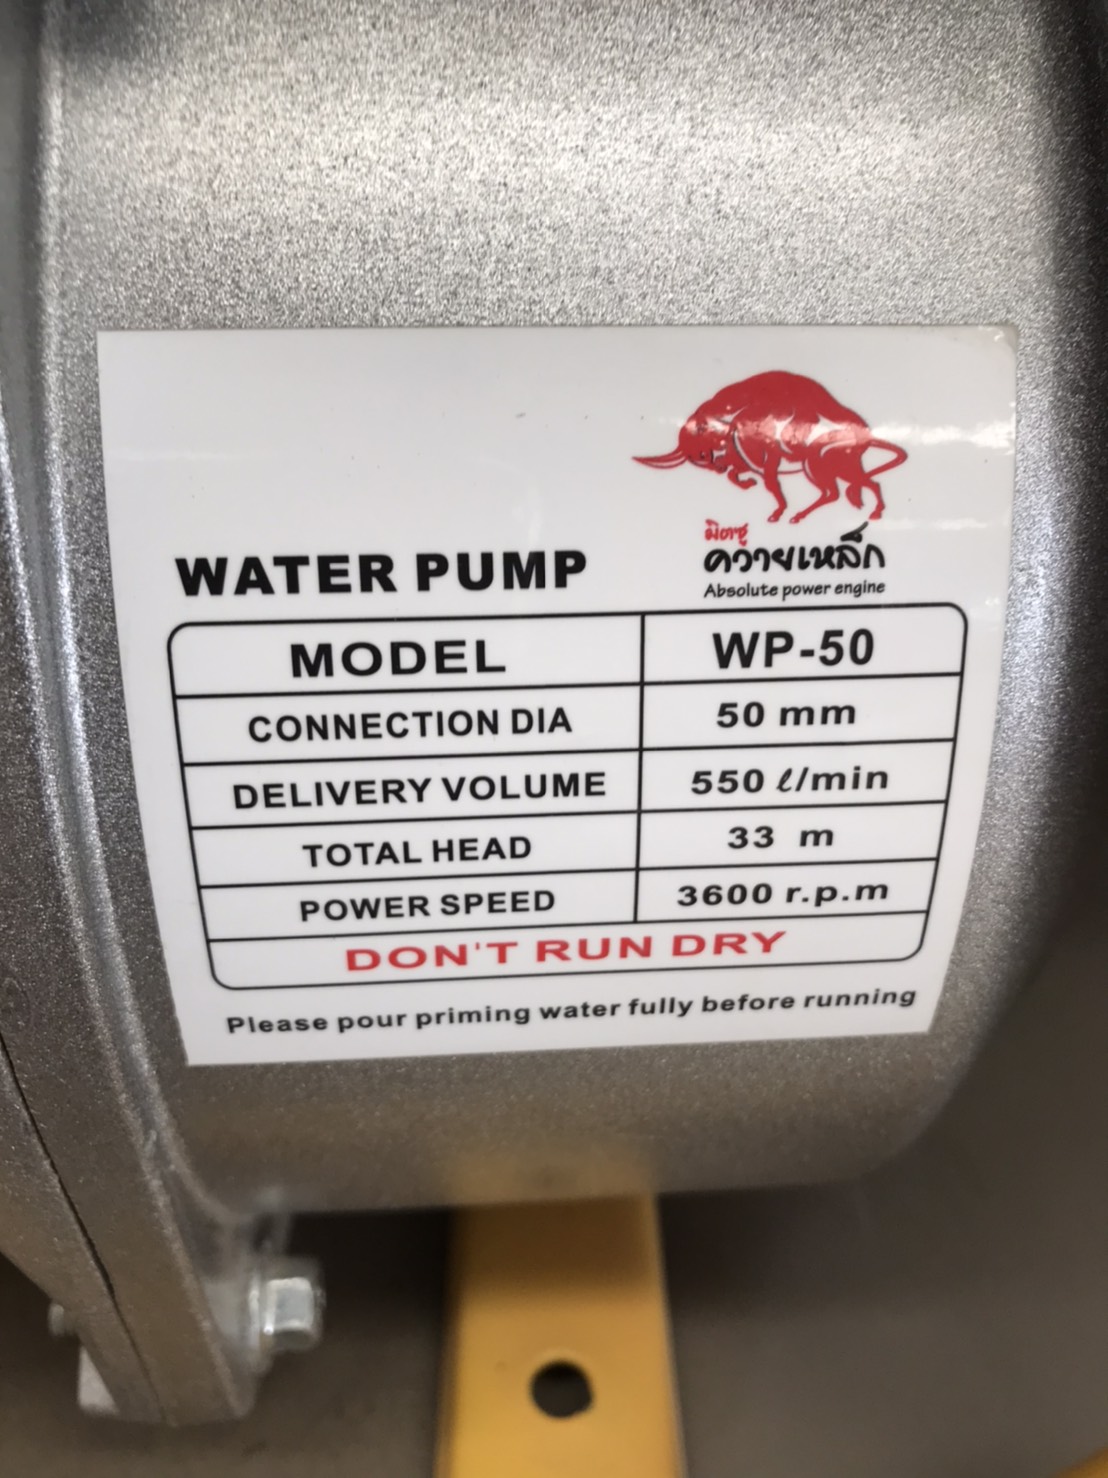 มิตาซู
ควายเหล็ก
Absolute power engine
WATER PUMP
MODEL WP-50
CONNECTION DIA 50 mm
DELIVERY VOLUME 550 ℓ/min
TOTAL HEAD 33 m
POWER SPEED 3600 r.p.m
DON'T RUN DRY
Please pour priming water fully before running